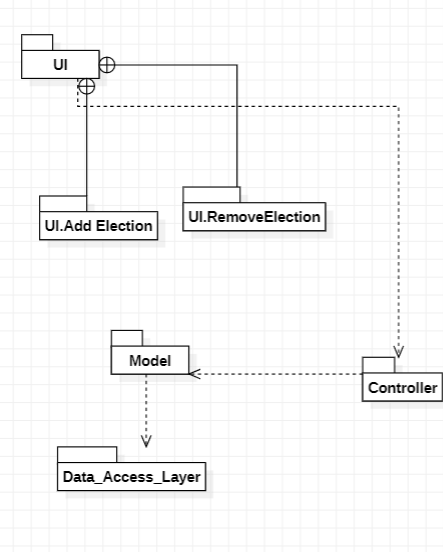 UI
UI.Add Election
UI.RemoveElection
Model
Controller
Data_Access_Layer